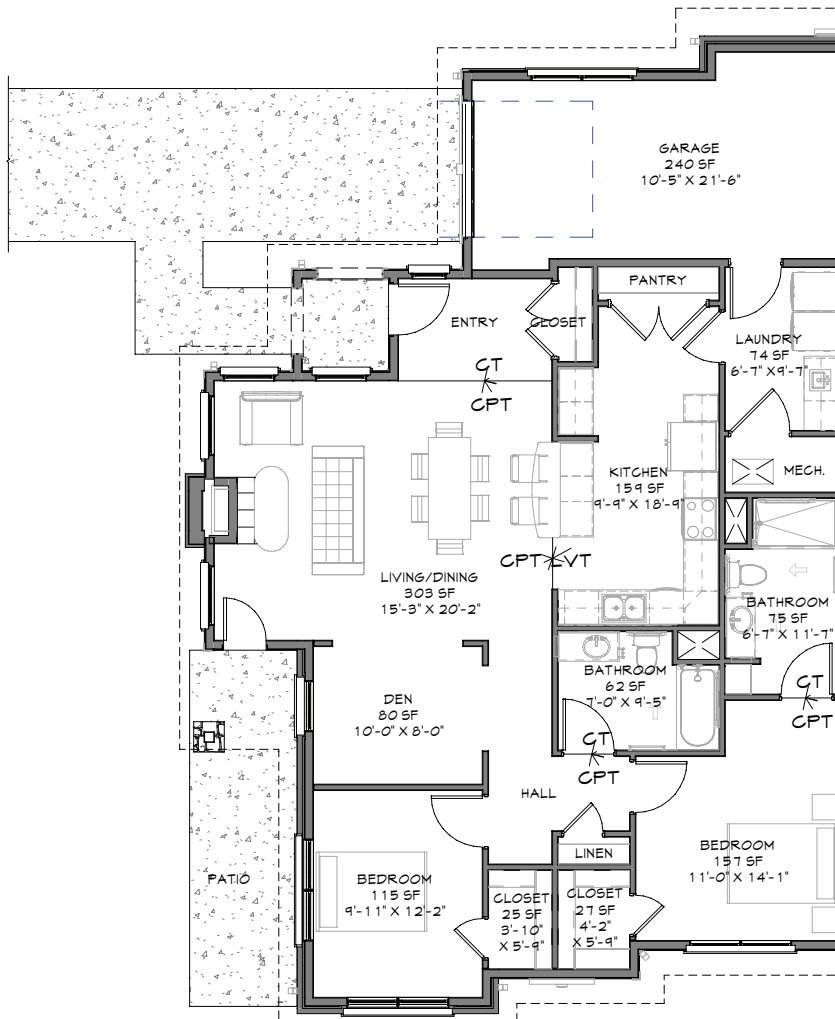 GARAGE
240 SF
10'-5" X 21'-6"
PANTRY
ENTRY
CLOSET
LAUNDRY
74 SF
6'-7" X 9'-7"
CT
CPT
KITCHEN
159 SF
9'-9" X 18'-9"
MECH.
CPT LVT
LIVING/DINING
303 SF
15'-3" X 20'-2"
BATHROOM
75 SF
6'-7" X 11'-7"
BATHROOM
62 SF
7'-0" X 9'-5"
CT
CPT
DEN
80 SF
10'-0" X 8'-0"
CT
CPT
HALL
LINEN
PATIO
BEDROOM
115 SF
9'-11" X 12'-2"
BEDROOM
157 SF
11'-0" X 14'-1"
CLOSET
25 SF
3'-10"
X 5'-9"
CLOSET
27 SF
4'-2"
X 5'-9"